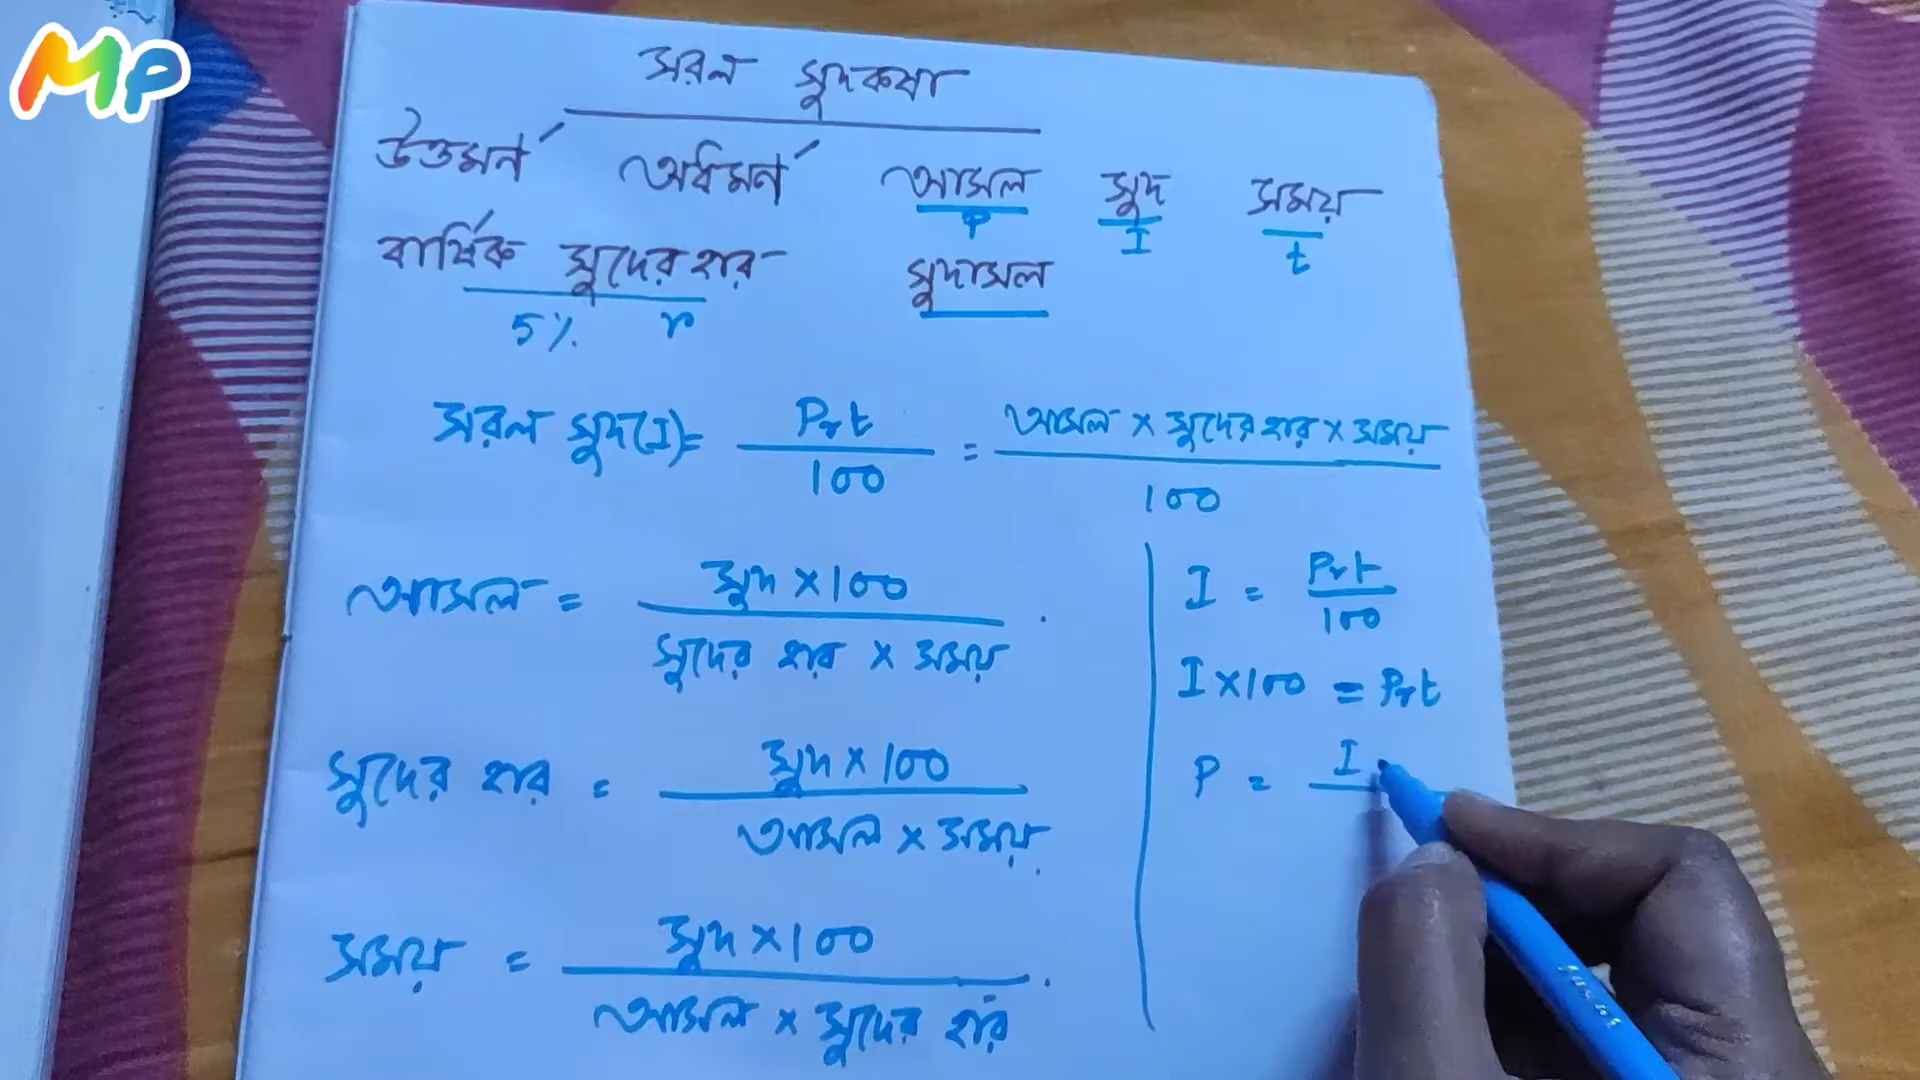 MP
সরল সুদকষা
উত্তমর্ণ অধমর্ণ আসল সুদ সময়
P I t
বার্ষিক সুদের হার সুদাসল
5% r
সরল সুদ(I) = Prt / 100 = আসল × সুদের হার × সময় / 100
আসল = সুদ × 100 / সুদের হার × সময়
সুদের হার = সুদ × 100 / আসল × সময়
সময় = সুদ × 100 / আসল × সুদের হার
I = Prt / 100
I × 100 = Prt
P = I